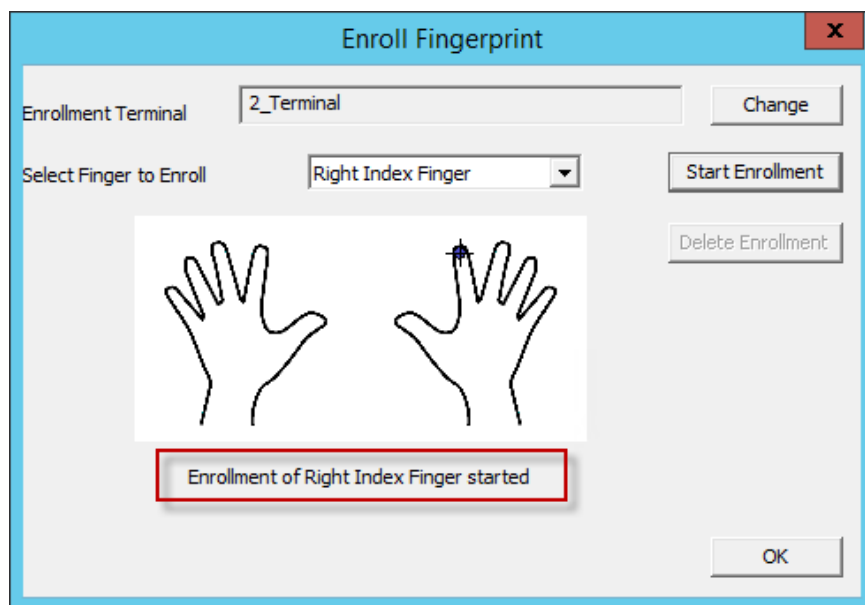 Enroll Fingerprint
x
Enrollment Terminal 2_Terminal Change
Select Finger to Enroll Right Index Finger Start Enrollment
Delete Enrollment
Enrollment of Right Index Finger started
OK